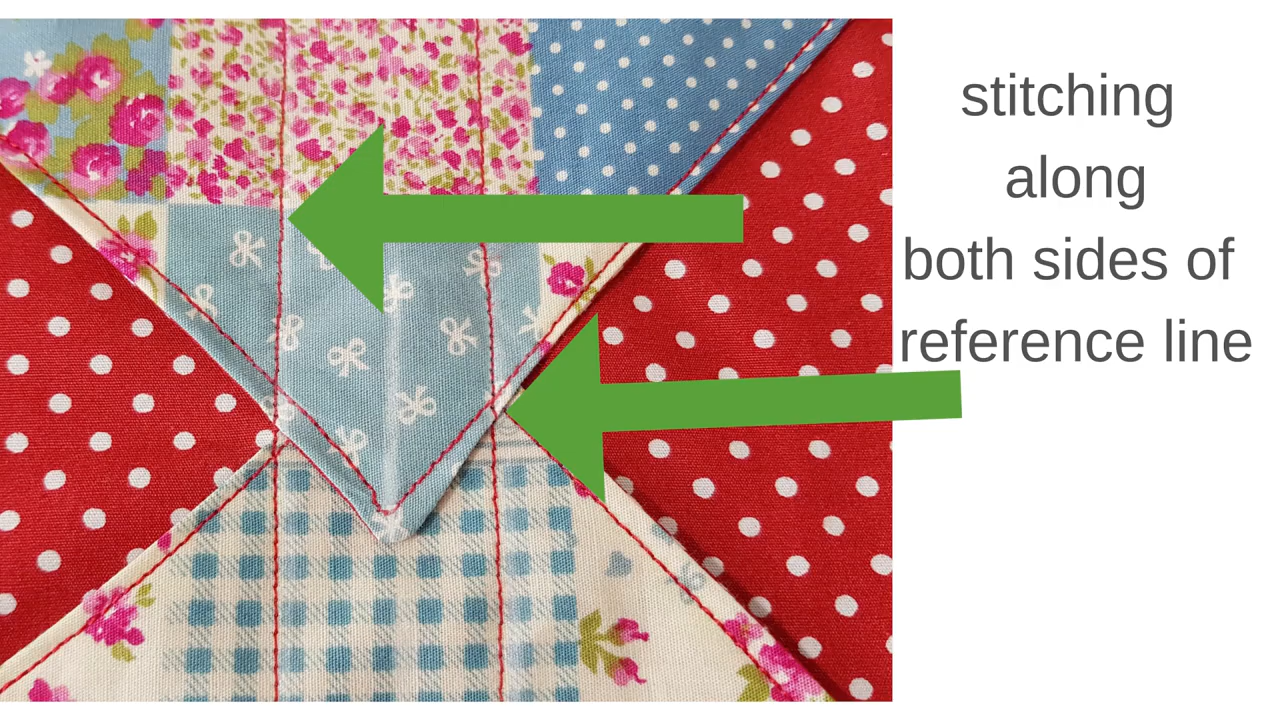 stitching
along
both sides of
reference line